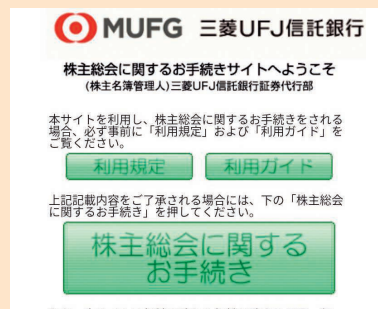 MUFG 三菱UFJ信託銀行
株主総会に関するお手続きサイトへようこそ
(株主名簿管理人)三菱UFJ信託銀行証券代行部
本サイトを利用し、株主総会に関するお手続きをされる
場合、必ず事前に「利用規定」および「利用ガイド」を
ご覧ください。
利用規定 利用ガイド
上記記載内容をご了承される場合には、下の「株主総会
に関するお手続き」を押してください。
株主総会に関する
お手続き